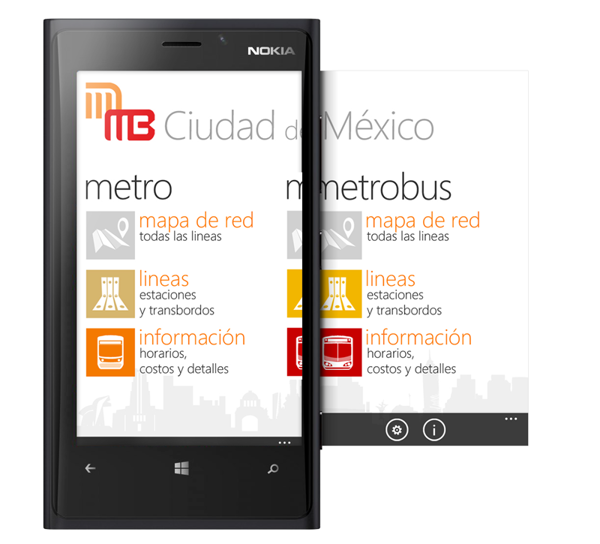 NOKIA
MB Ciudad de México
metro
mapa de red
todas las lineas
lineas
estaciones
y transbordos
información
horarios,
costos y detalles
metrobus
mapa de red
todas las lineas
lineas
estaciones
y transbordos
información
horarios,
costos y detalles